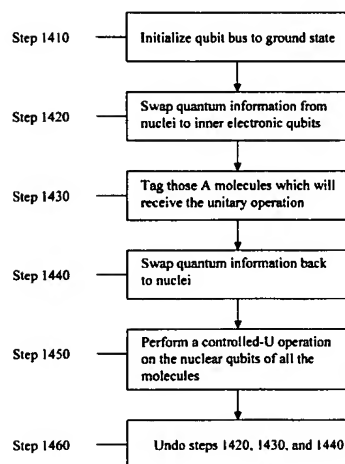 Step 1410
Initialize qubit bus to ground state
Step 1420
Swap quantum information from
nuclei to inner electronic qubits
Step 1430
Tag those A molecules which will
receive the unitary operation
Step 1440
Swap quantum information back
to nuclei
Step 1450
Perform a controlled-U operation
on the nuclear qubits of all the
molecules
Step 1460
Undo steps 1420, 1430, and 1440